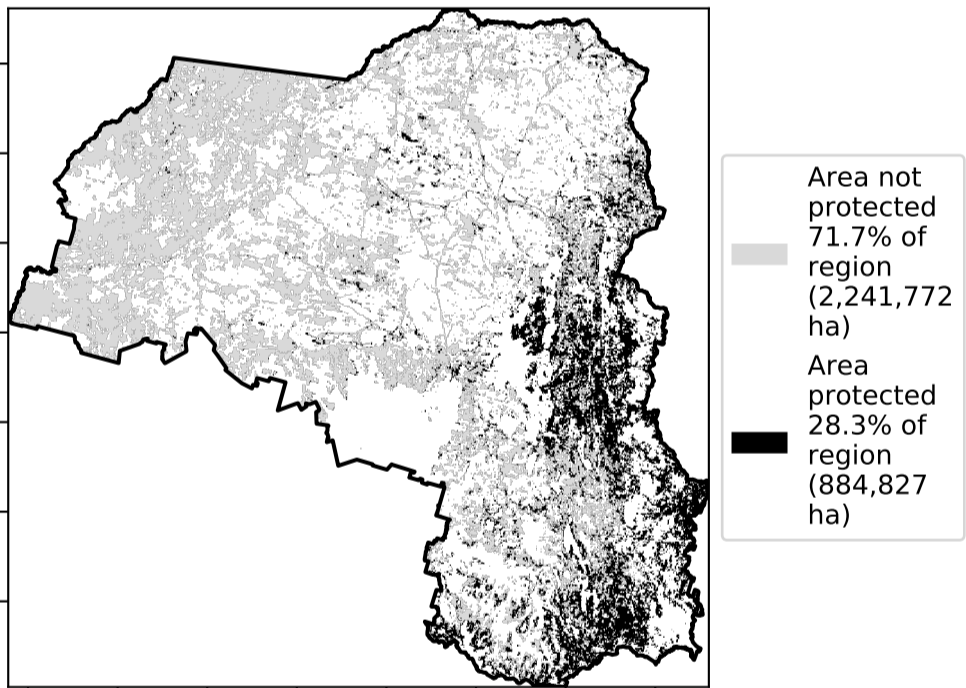 Area not
protected
71.7% of
region
(2,241,772
ha)
Area
protected
28.3% of
region
(884,827
ha)